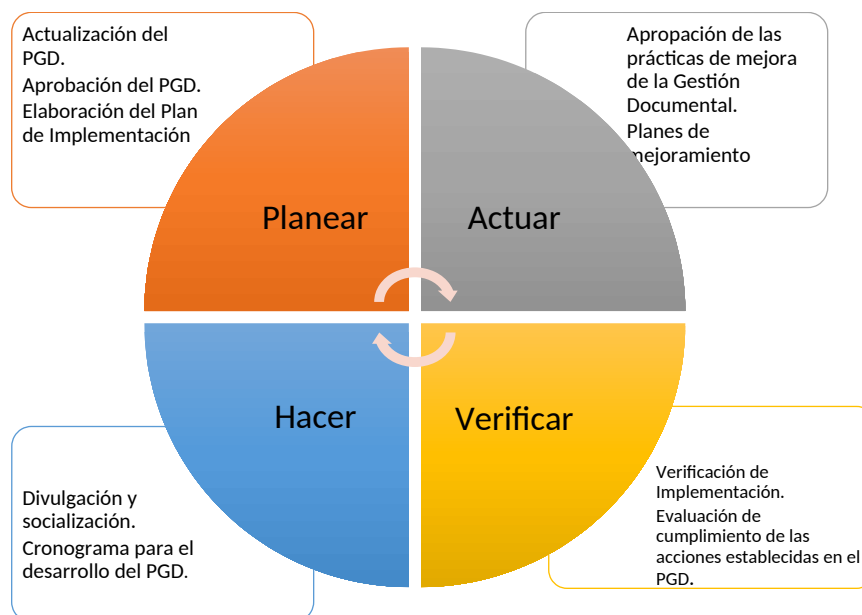 Actualización del
PGD.
Aprobación del PGD.
Elaboración del Plan
de Implementación
Apropación de las
prácticas de mejora
de la Gestión
Documental.
Planes de
mejoramiento
Planear
Actuar
Hacer
Verificar
Divulgación y
socialización.
Cronograma para el
desarrollo del PGD.
Verificación de
Implementación.
Evaluación de
cumplimiento de las
acciones establecidas en el
PGD.